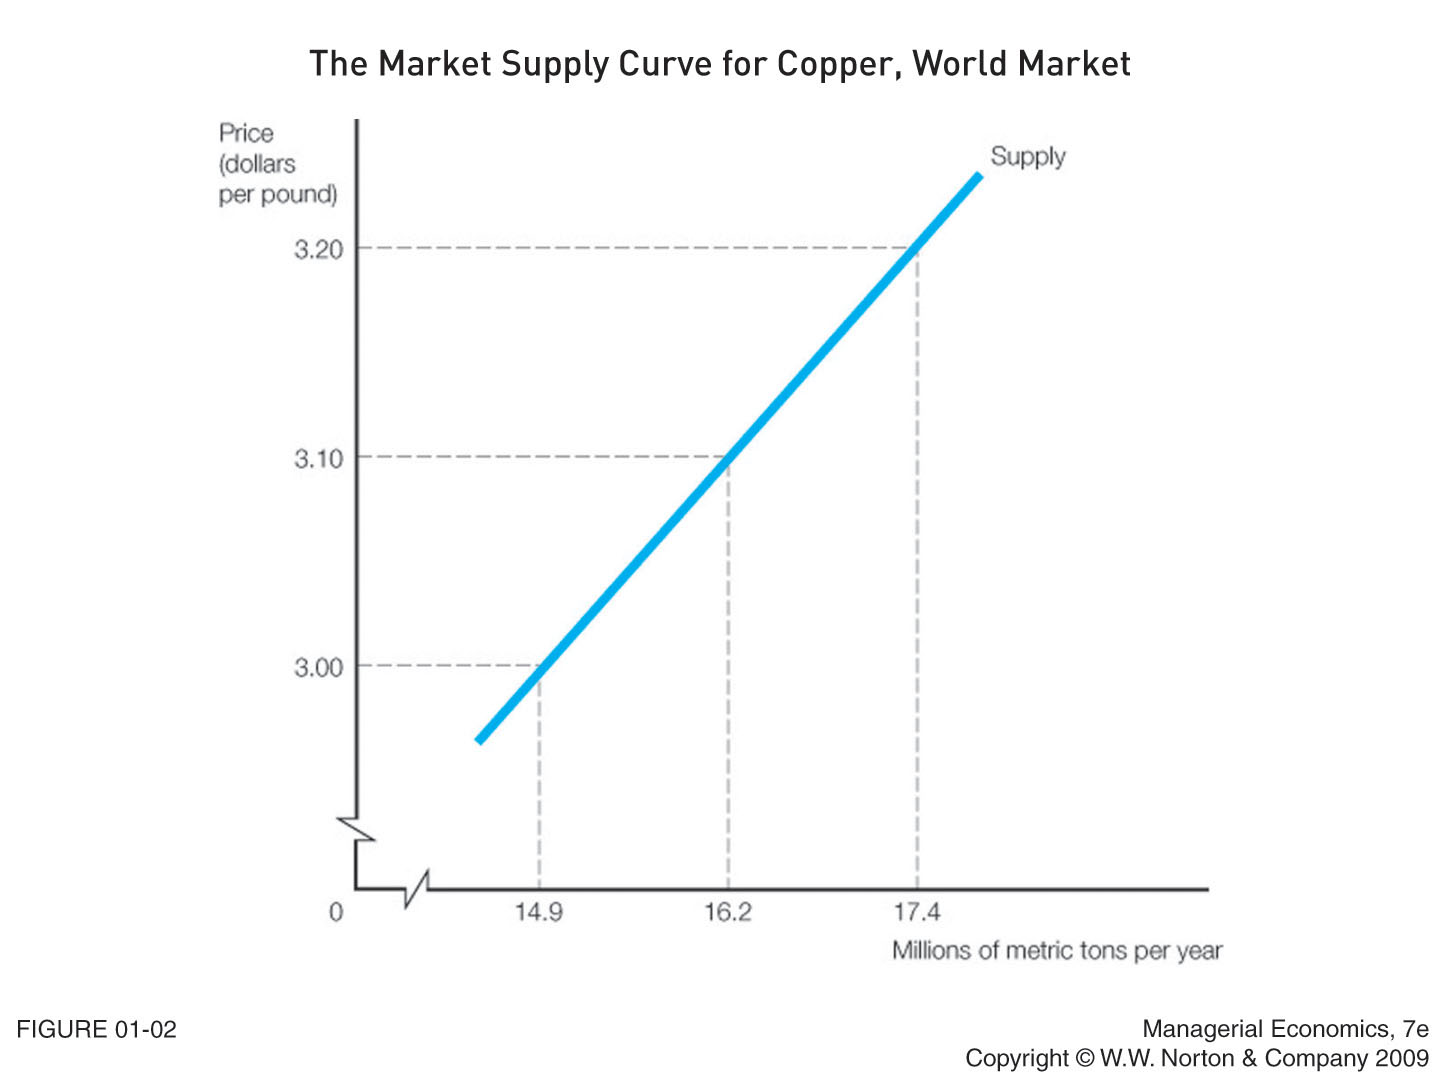 The Market Supply Curve for Copper, World Market
Price
(dollars
per pound)
Supply
3.20
3.10
3.00
0
14.9
16.2
17.4
Millions of metric tons per year
FIGURE 01-02
Managerial Economics, 7e
Copyright © W.W. Norton & Company 2009